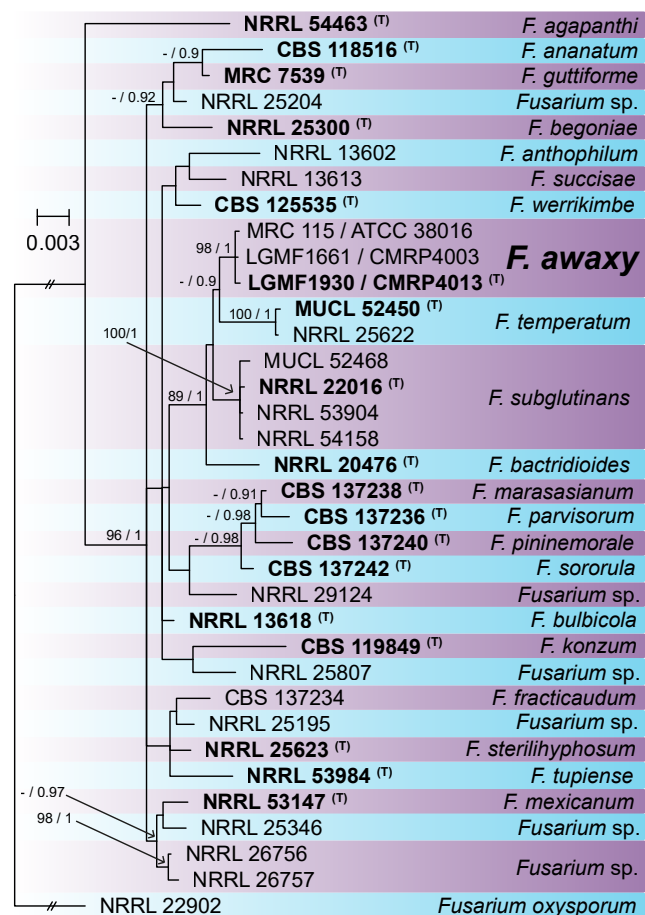 NRRL 54463 (T) F. agapanthi
- / 0.9 CBS 118516 (T) F. ananatum
MRC 7539 (T) F. guttiforme
- / 0.92 NRRL 25204 Fusarium sp.
NRRL 25300 (T) F. begoniae
NRRL 13602 F. anthophilum
NRRL 13613 F. succisae
CBS 125535 (T) F. werrikimbe
0.003
MRC 115 / ATCC 38016
98 / 1 LGMF1661 / CMRP4003 F. awaxy
- / 0.9 LGMF1930 / CMRP4013 (T)
100 / 1 MUCL 52450 (T) F. temperatum
NRRL 25622
100/1 MUCL 52468
NRRL 22016 (T) F. subglutinans
89 / 1 NRRL 53904
NRRL 54158
NRRL 20476 (T) F. bactridioides
- / 0.91 CBS 137238 (T) F. marasasianum
- / 0.98 CBS 137236 (T) F. parvisorum
96 / 1 - / 0.98 CBS 137240 (T) F. pininemorale
CBS 137242 (T) F. sororula
NRRL 29124 Fusarium sp.
NRRL 13618 (T) F. bulbicola
CBS 119849 (T) F. konzum
NRRL 25807 Fusarium sp.
CBS 137234 F. fracticaudum
NRRL 25195 Fusarium sp.
NRRL 25623 (T) F. sterilihyphosum
- / 0.97 NRRL 53984 (T) F. tupiense
NRRL 53147 (T) F. mexicanum
98 / 1 NRRL 25346 Fusarium sp.
NRRL 26756
NRRL 26757 Fusarium sp.
NRRL 22902 Fusarium oxysporum